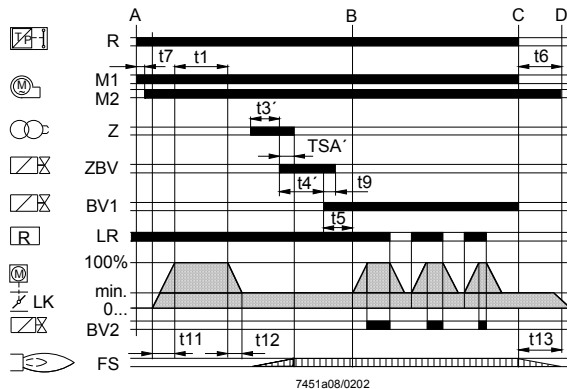 A B C D
R
t7 t1 t6
M1
M2
t3´
Z
TSA´
ZBV
t4´ t9
BV1
t5
R LR
100%
M min.
LK 0...
BV2
t11 t12 t13
FS
7451a08/0202
T/P
M